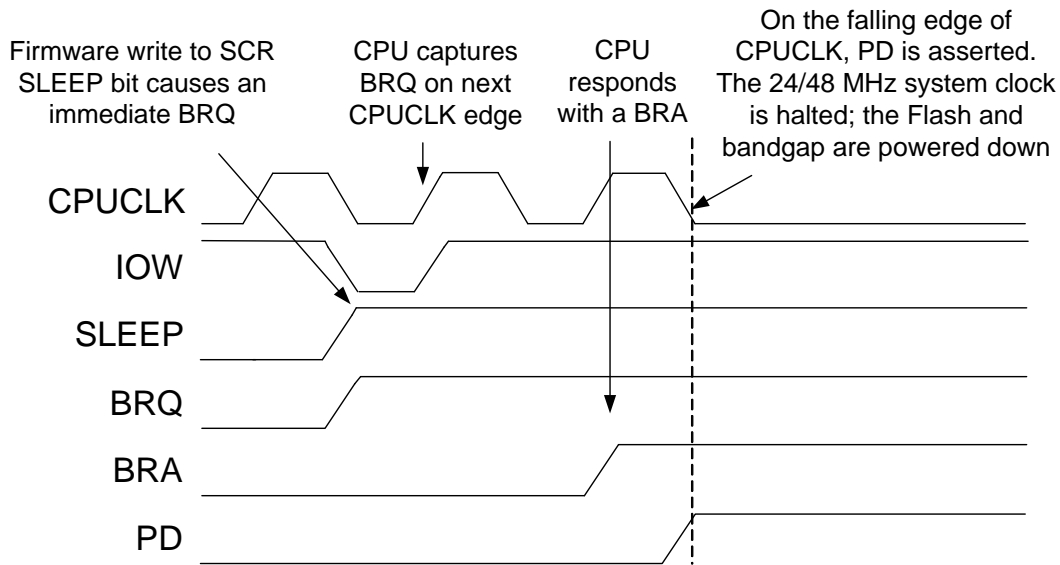 Firmware write to SCR
SLEEP bit causes an
immediate BRQ
CPU captures
BRQ on next
CPUCLK edge
CPU
responds
with a BRA
On the falling edge of
CPUCLK, PD is asserted.
The 24/48 MHz system clock
is halted; the Flash and
bandgap are powered down
CPUCLK
IOW
SLEEP
BRQ
BRA
PD